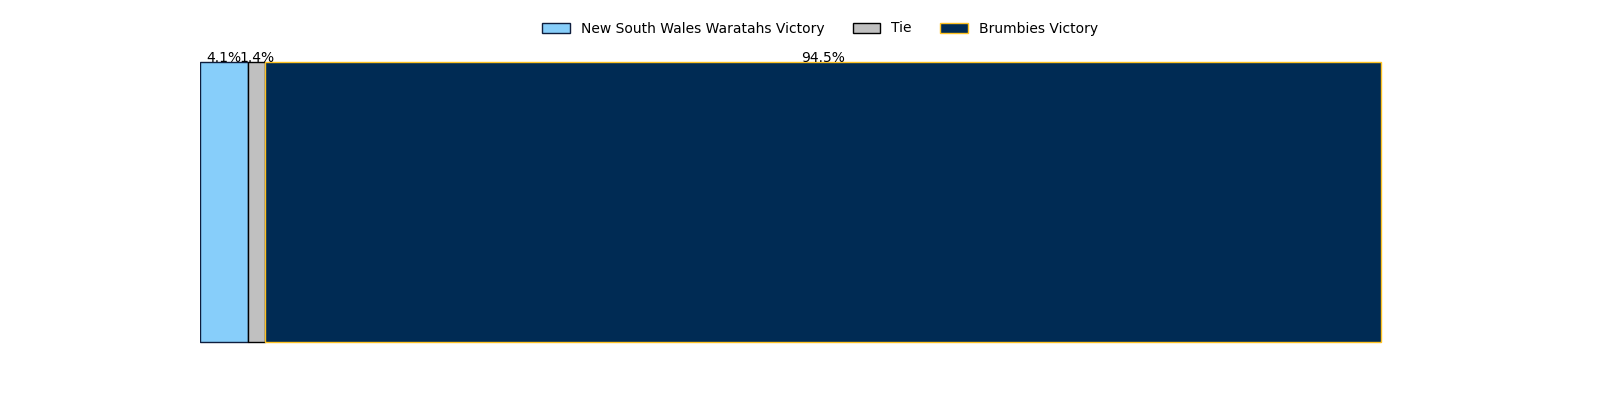 New South Wales Waratahs Victory Tie Brumbies Victory
4.1% 1.4% 94.5%